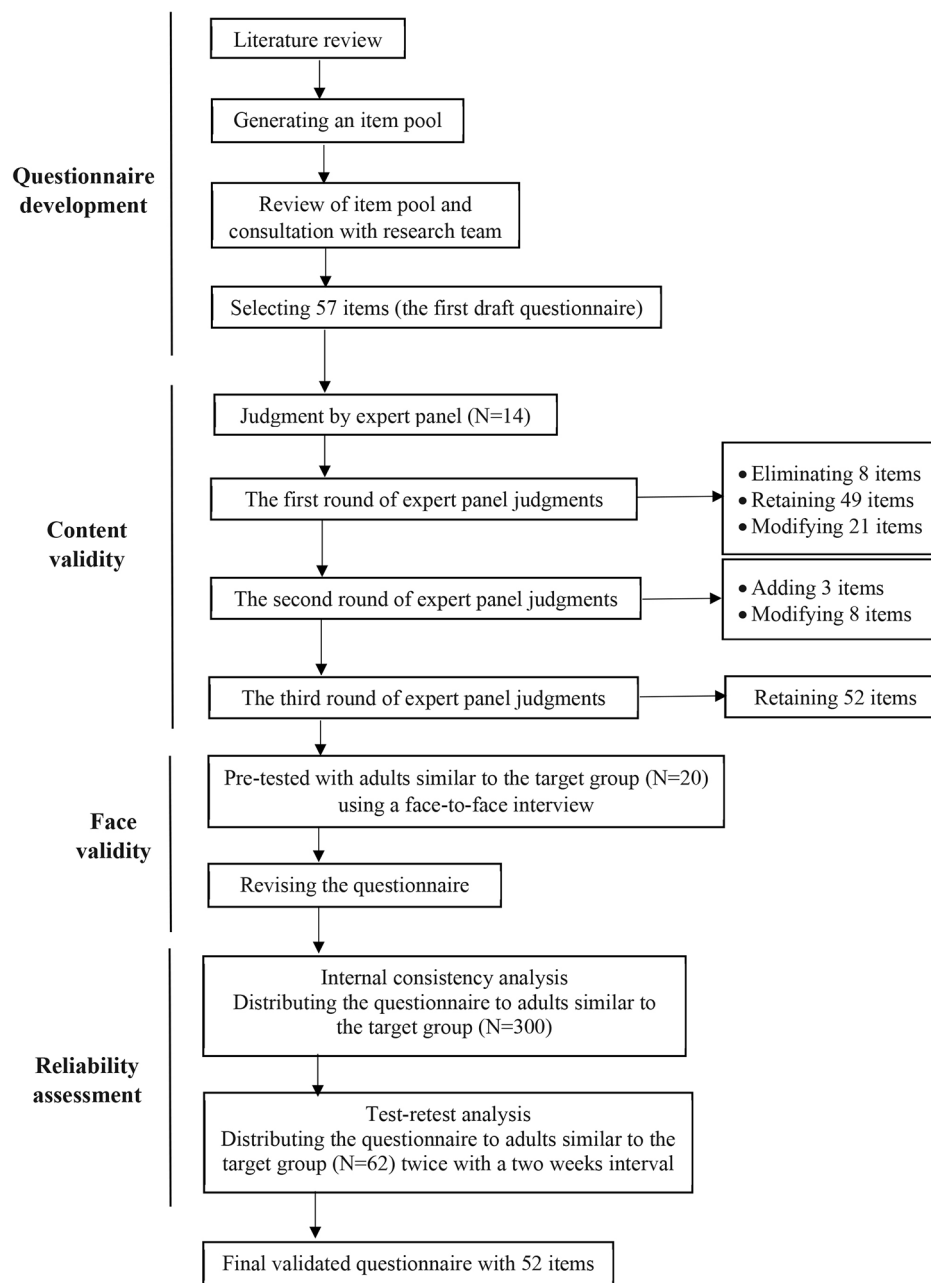 Literature review
Generating an item pool
Questionnaire
development
Review of item pool and
consultation with research team
Selecting 57 items (the first draft questionnaire)
Judgment by expert panel (N=14)
The first round of expert panel judgments
• Eliminating 8 items
• Retaining 49 items
• Modifying 21 items
Content
validity
The second round of expert panel judgments
• Adding 3 items
• Modifying 8 items
The third round of expert panel judgments
Retaining 52 items
Pre-tested with adults similar to the target group (N=20)
using a face-to-face interview
Face
validity
Revising the questionnaire
Internal consistency analysis
Distributing the questionnaire to adults similar to
the target group (N=300)
Reliability
assessment
Test-retest analysis
Distributing the questionnaire to adults similar to the
target group (N=62) twice with a two weeks interval
Final validated questionnaire with 52 items